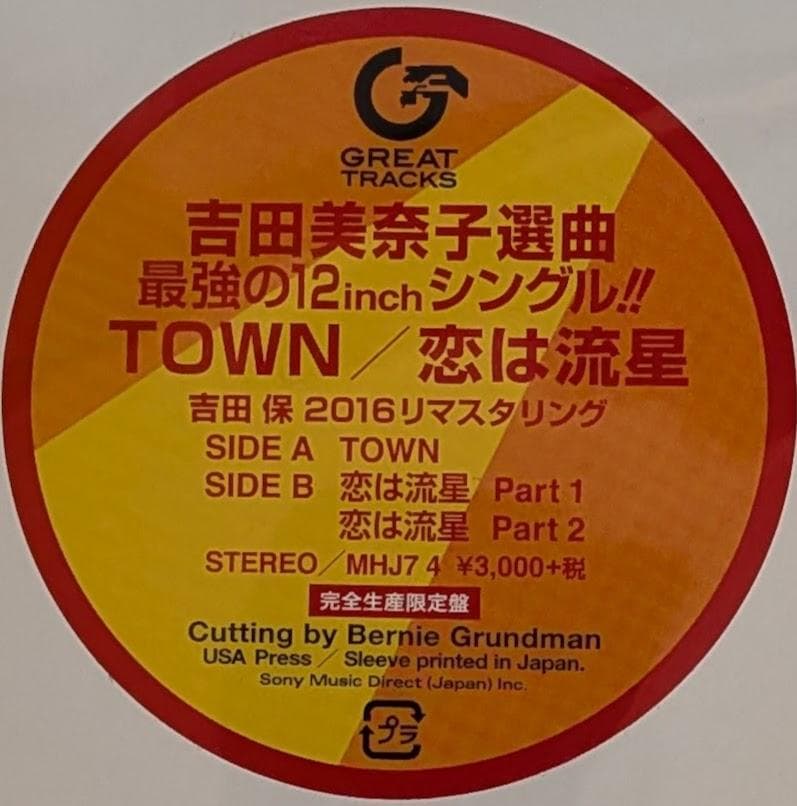 GREAT
TRACKS
吉田美奈子選曲
最強の12inchシングル!!
TOWN／恋は流星
吉田 保 2016リマスタリング
SIDE A TOWN
SIDE B 恋は流星 Part 1
恋は流星 Part 2
STEREO／MHJ7 4 ¥3,000+税
完全生産限定盤
Cutting by Bernie Grundman
USA Press ／ Sleeve printed in Japan.
Sony Music Direct (Japan) Inc.
プラ